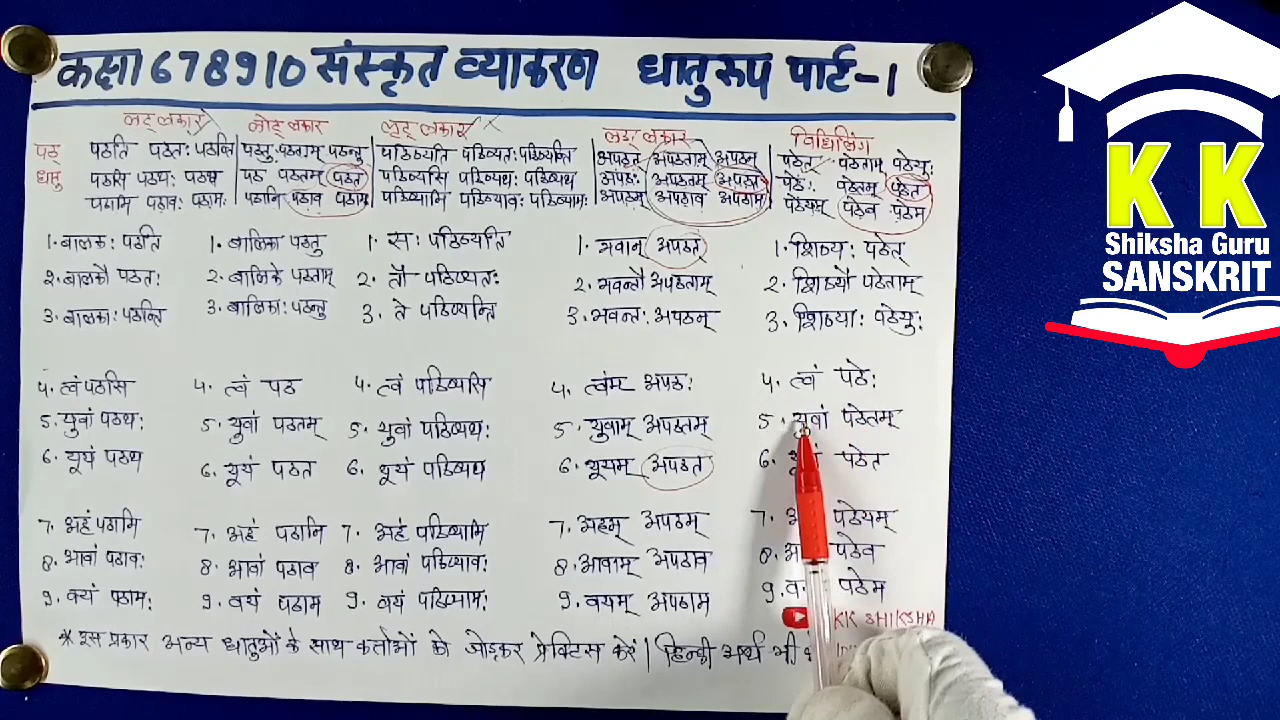 कक्षा 6 7 8 9 10 संस्कृत व्याकरण धातु रूप पार्ट-1
लट् लकार लोट् लकार लृट् लकार लङ् लकार विधिलिंग
पठ् पठति पठतः पठन्ति पठतु पठताम् पठन्तु पठिष्यति पठिष्यतः पठिष्यन्ति अपठत् अपठताम् अपठन् पठेत् पठेताम् पठेयुः
धातु पठसि पठथः पठथ पठ पठतम् पठत पठिष्यसि पठिष्यथः पठिष्यथ अपठः अपठतम् अपठत पठेः पठेतम् पठेत
पठामि पठावः पठामः पठानि पठाव पठाम पठिष्यामि पठिष्यावः पठिष्यामः अपठम् अपठाव अपठाम पठेयम् पठेव पठेम
1. बालकः पठति 1. बालिका पठतु 1. सः पठिष्यति 1. भवान् अपठत् 1. शिष्यः पठेत्
2. बालकौ पठतः 2. बालिके पठताम् 2. तौ पठिष्यतः 2. भवन्तौ अपठताम् 2. शिष्यौ पठेताम्
3. बालकाः पठन्ति 3. बालिकाः पठन्तु 3. ते पठिष्यन्ति 3. भवन्तः अपठन् 3. शिष्याः पठेयुः
4. त्वं पठसि 4. त्वं पठ 4. त्वं पठिष्यसि 4. त्वंम अपठः 4. त्वं पठेः
5. युवां पठथः 5. युवां पठतम् 5. युवां पठिष्यथः 5. युवाम् अपठतम् 5. युवां पठेतम्
6. यूयं पठथ 6. यूयं पठत 6. यूयं पठिष्यथ 6. यूयम् अपठत 6. पठेत
7. अहं पठामि 7. अहं पठानि 7. अहं पठिष्यामि 7. अहम् अपठम् 7. पठेयम्
8. आवां पठावः 8. आवां पठाव 8. आवां पठिष्यावः 8. आवाम् अपठाव 8. पठेव
9. वयं पठामः 9. वयं पठाम 9. वयं पठिष्यामः 9. वयम् अपठाम 9. पठेम
KK SHIKSHA
* इस प्रकार अन्य धातुओं के साथ कर्त्ताओं को जोड़कर प्रेक्टिस करें | हिन्दी अर्थ भी
K K
Shiksha Guru
SANSKRIT